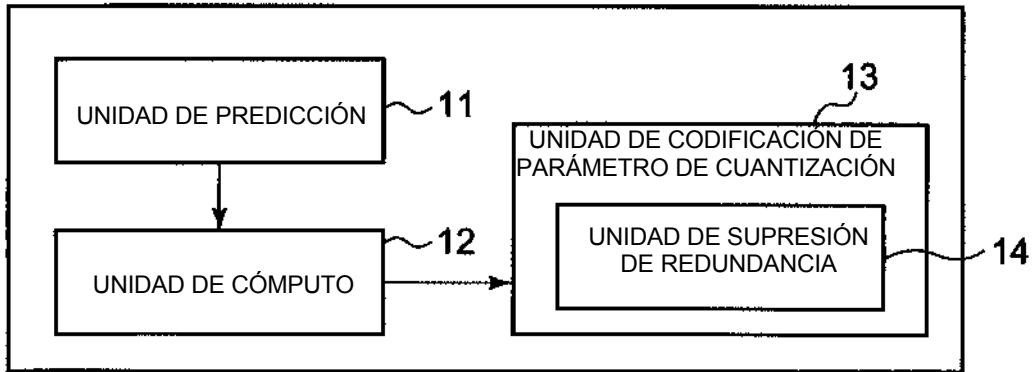 UNIDAD DE PREDICCIÓN
11
13
UNIDAD DE CODIFICACIÓN DE
PARÁMETRO DE CUANTIZACIÓN
12
UNIDAD DE CÓMPUTO
UNIDAD DE SUPRESIÓN
DE REDUNDANCIA
14